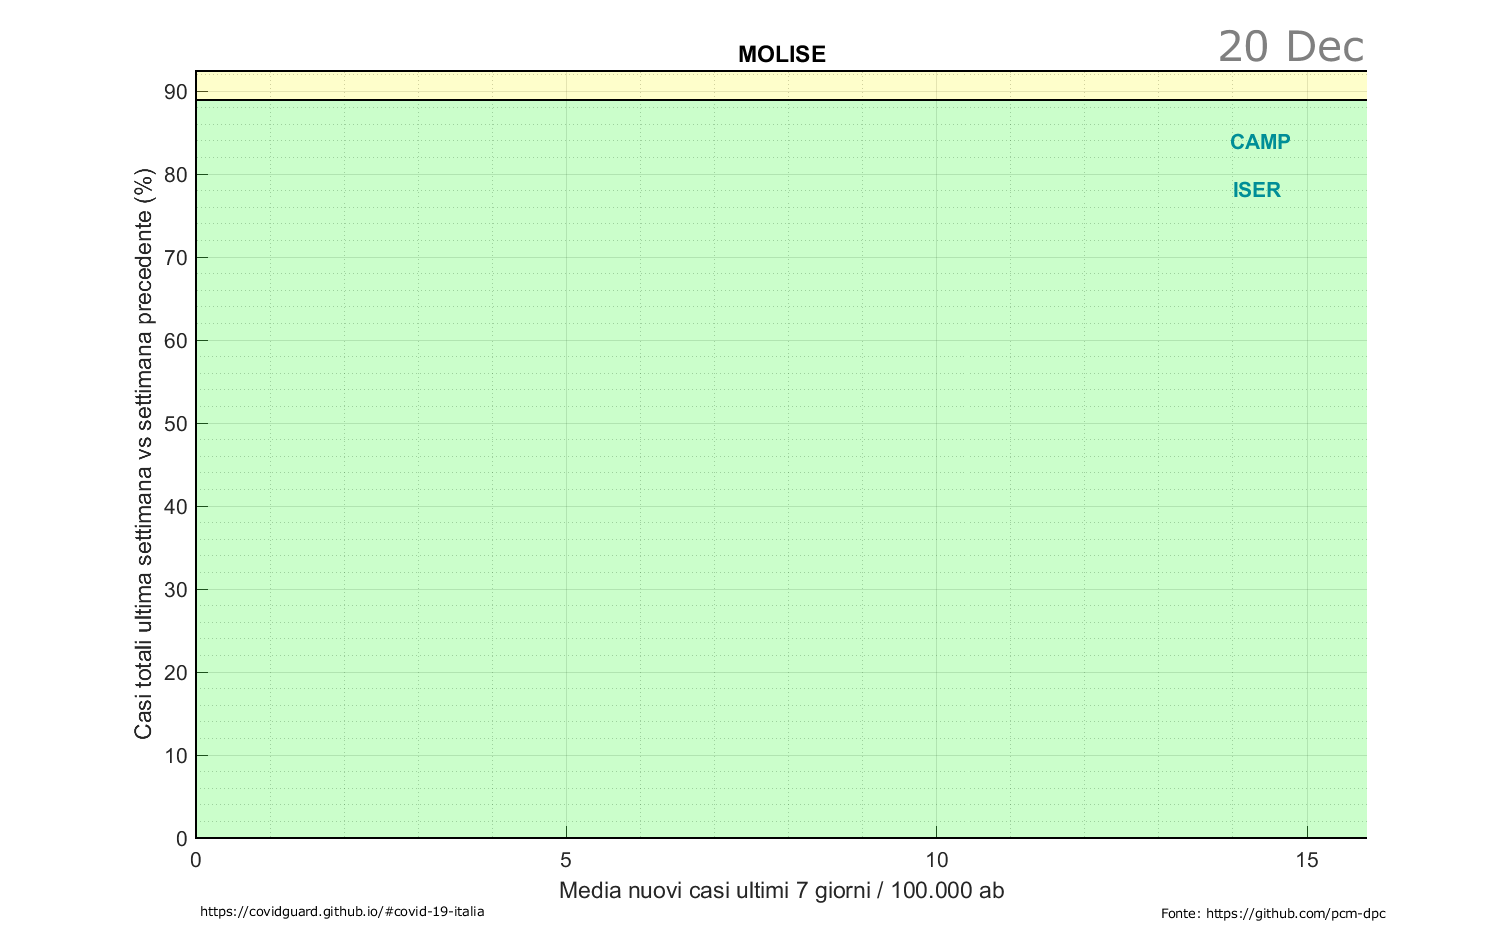 20 Dec
MOLISE
Casi totali ultima settimana vs settimana precedente (%)
90
80
70
60
50
40
30
20
10
0
CAMP
ISER
0 5 10 15
Media nuovi casi ultimi 7 giorni / 100.000 ab
https://covidguard.github.io/#covid-19-italia
Fonte: https://github.com/pcm-dpc